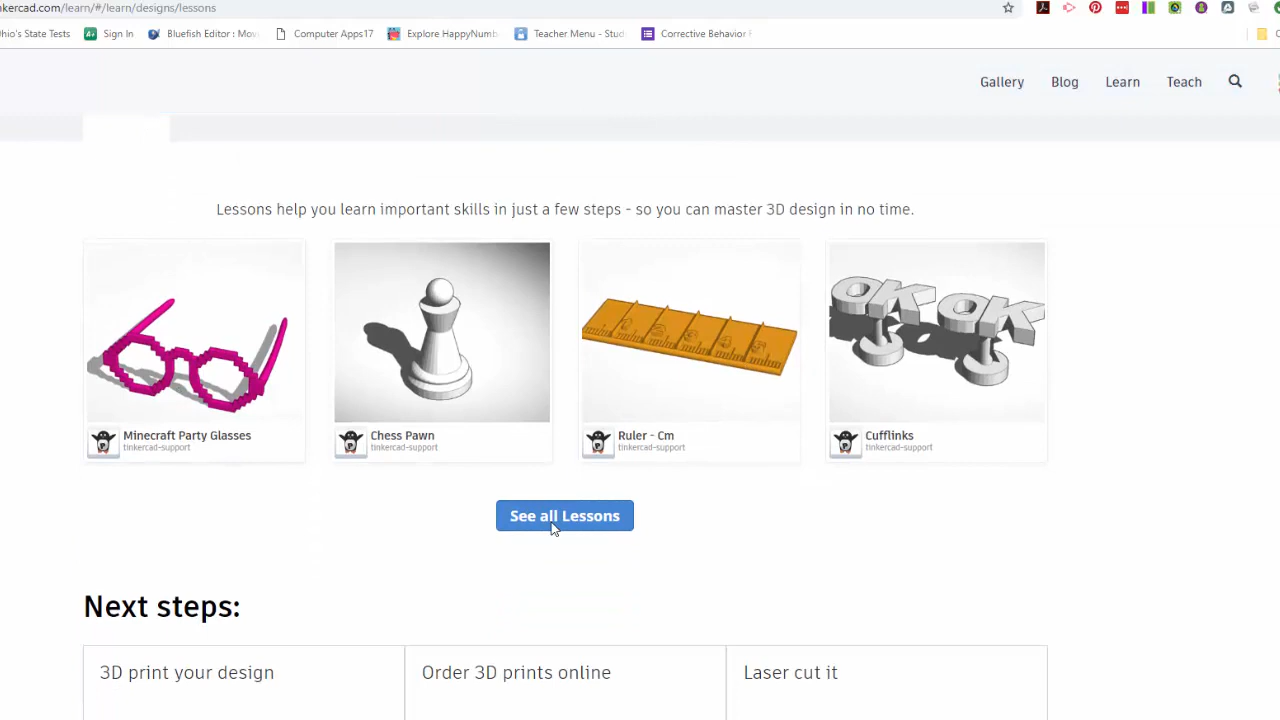 nkercad.com/learn/#/learn/designs/lessons
hio's State Tests Sign In Bluefish Editor : Mov Computer Apps17 Explore HappyNumb Teacher Menu - Stud Corrective Behavior F
Gallery Blog Learn Teach
Lessons help you learn important skills in just a few steps - so you can master 3D design in no time.
OK OK
Minecraft Party Glasses Chess Pawn Ruler - Cm Cufflinks
tinkercad-support tinkercad-support tinkercad-support tinkercad-support
See all Lessons
Next steps:
3D print your design Order 3D prints online Laser cut it